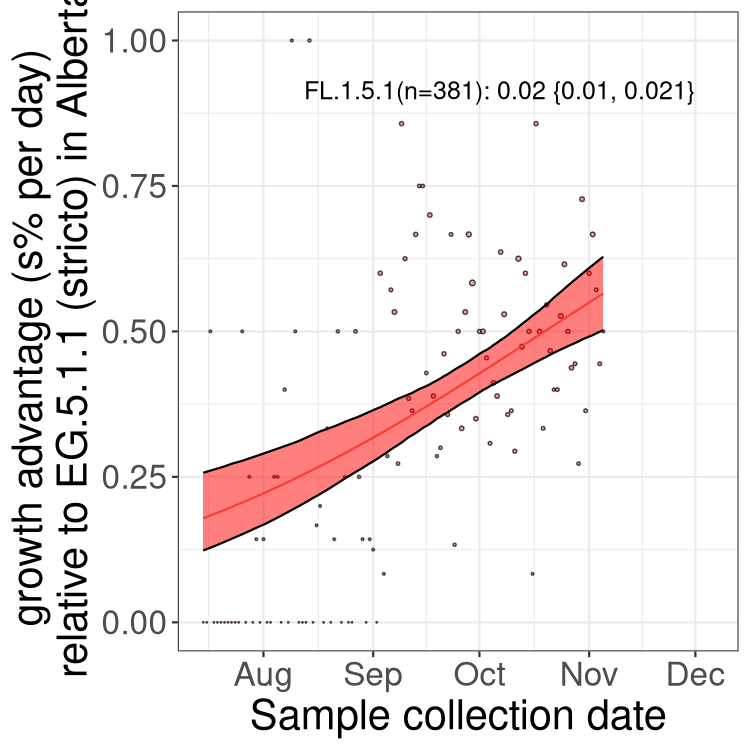 growth advantage (s% per day)
relative to EG.5.1.1 (stricto) in Alberta
1.00
0.75
0.50
0.25
0.00
FL.1.5.1(n=381): 0.02 {0.01, 0.021}
Aug Sep Oct Nov Dec
Sample collection date